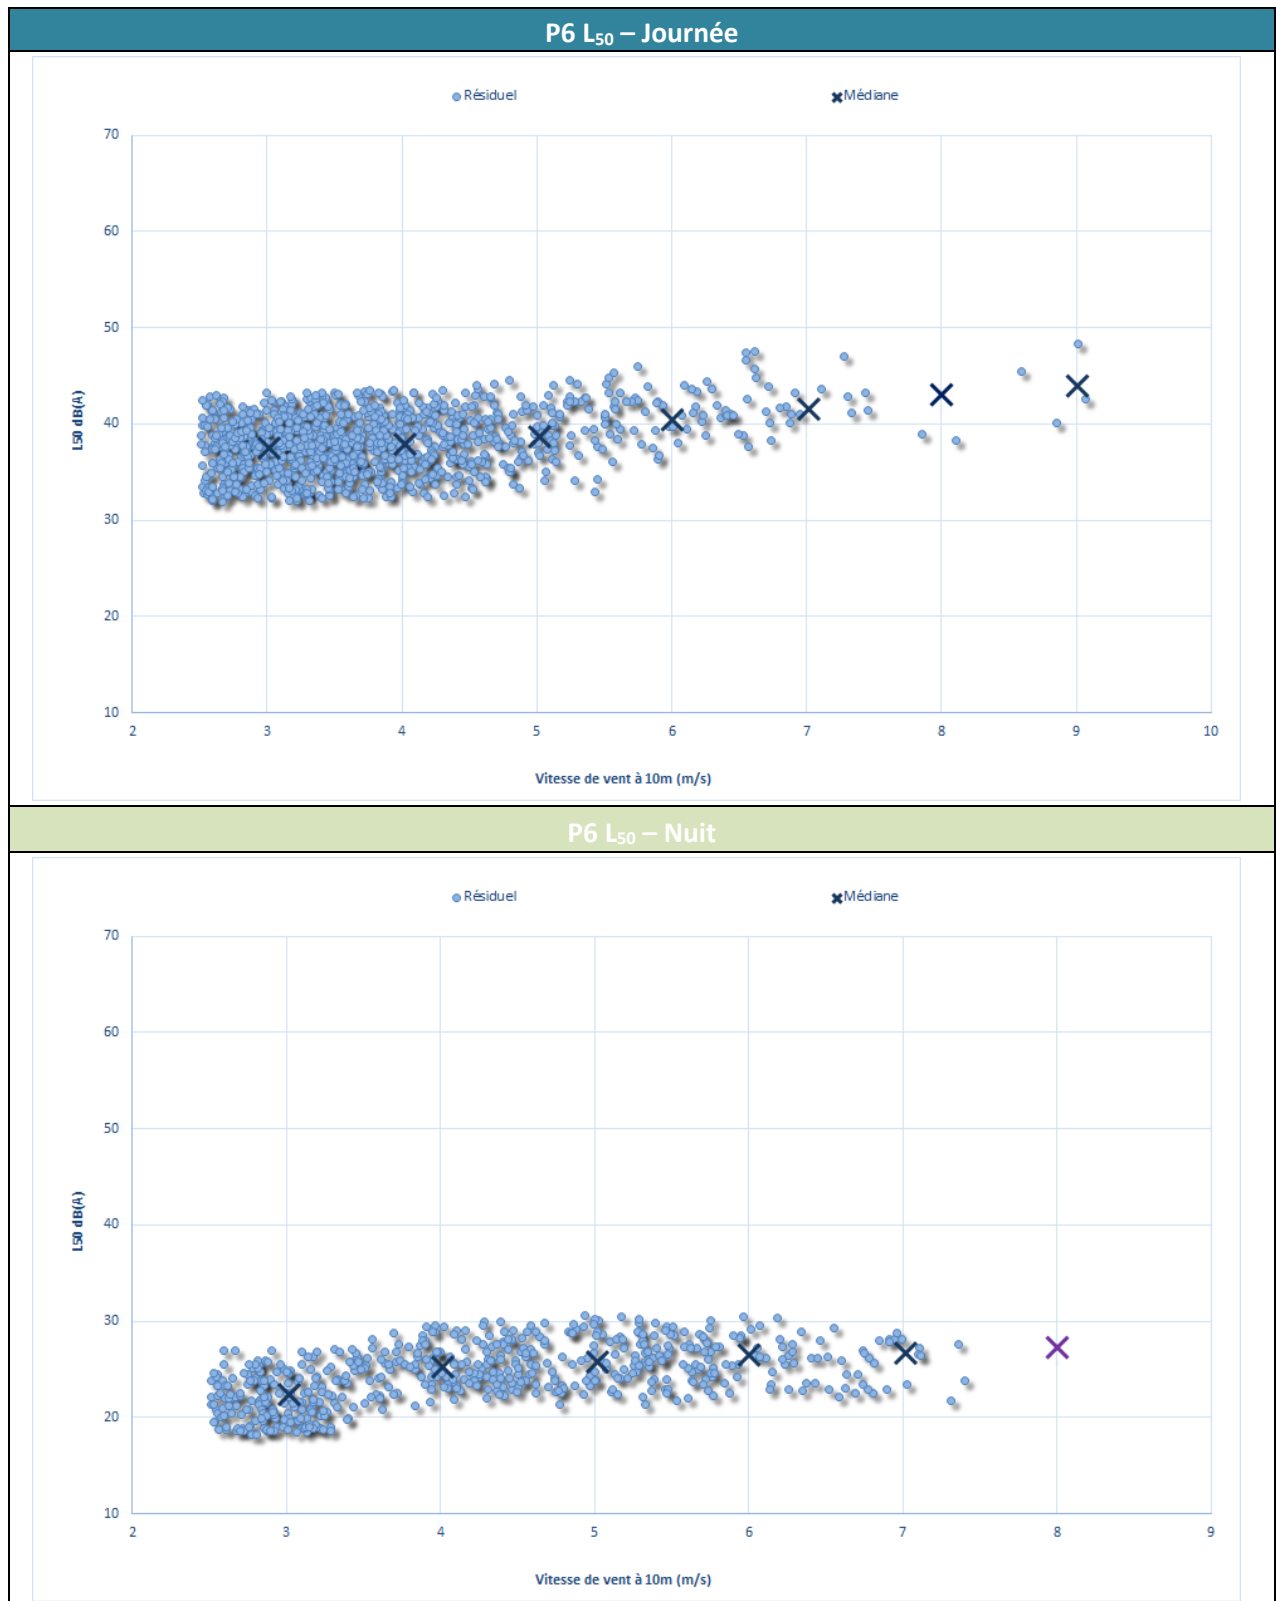 P6 L50 – Journée
Résiduel Médiane
70
60
50
40
30
20
10
L50 dB(A)
2 3 4 5 6 7 8 9 10
Vitesse de vent à 10m (m/s)
P6 L50 – Nuit
Résiduel Médiane
70
60
50
40
30
20
10
L50 dB(A)
2 3 4 5 6 7 8 9
Vitesse de vent à 10m (m/s)